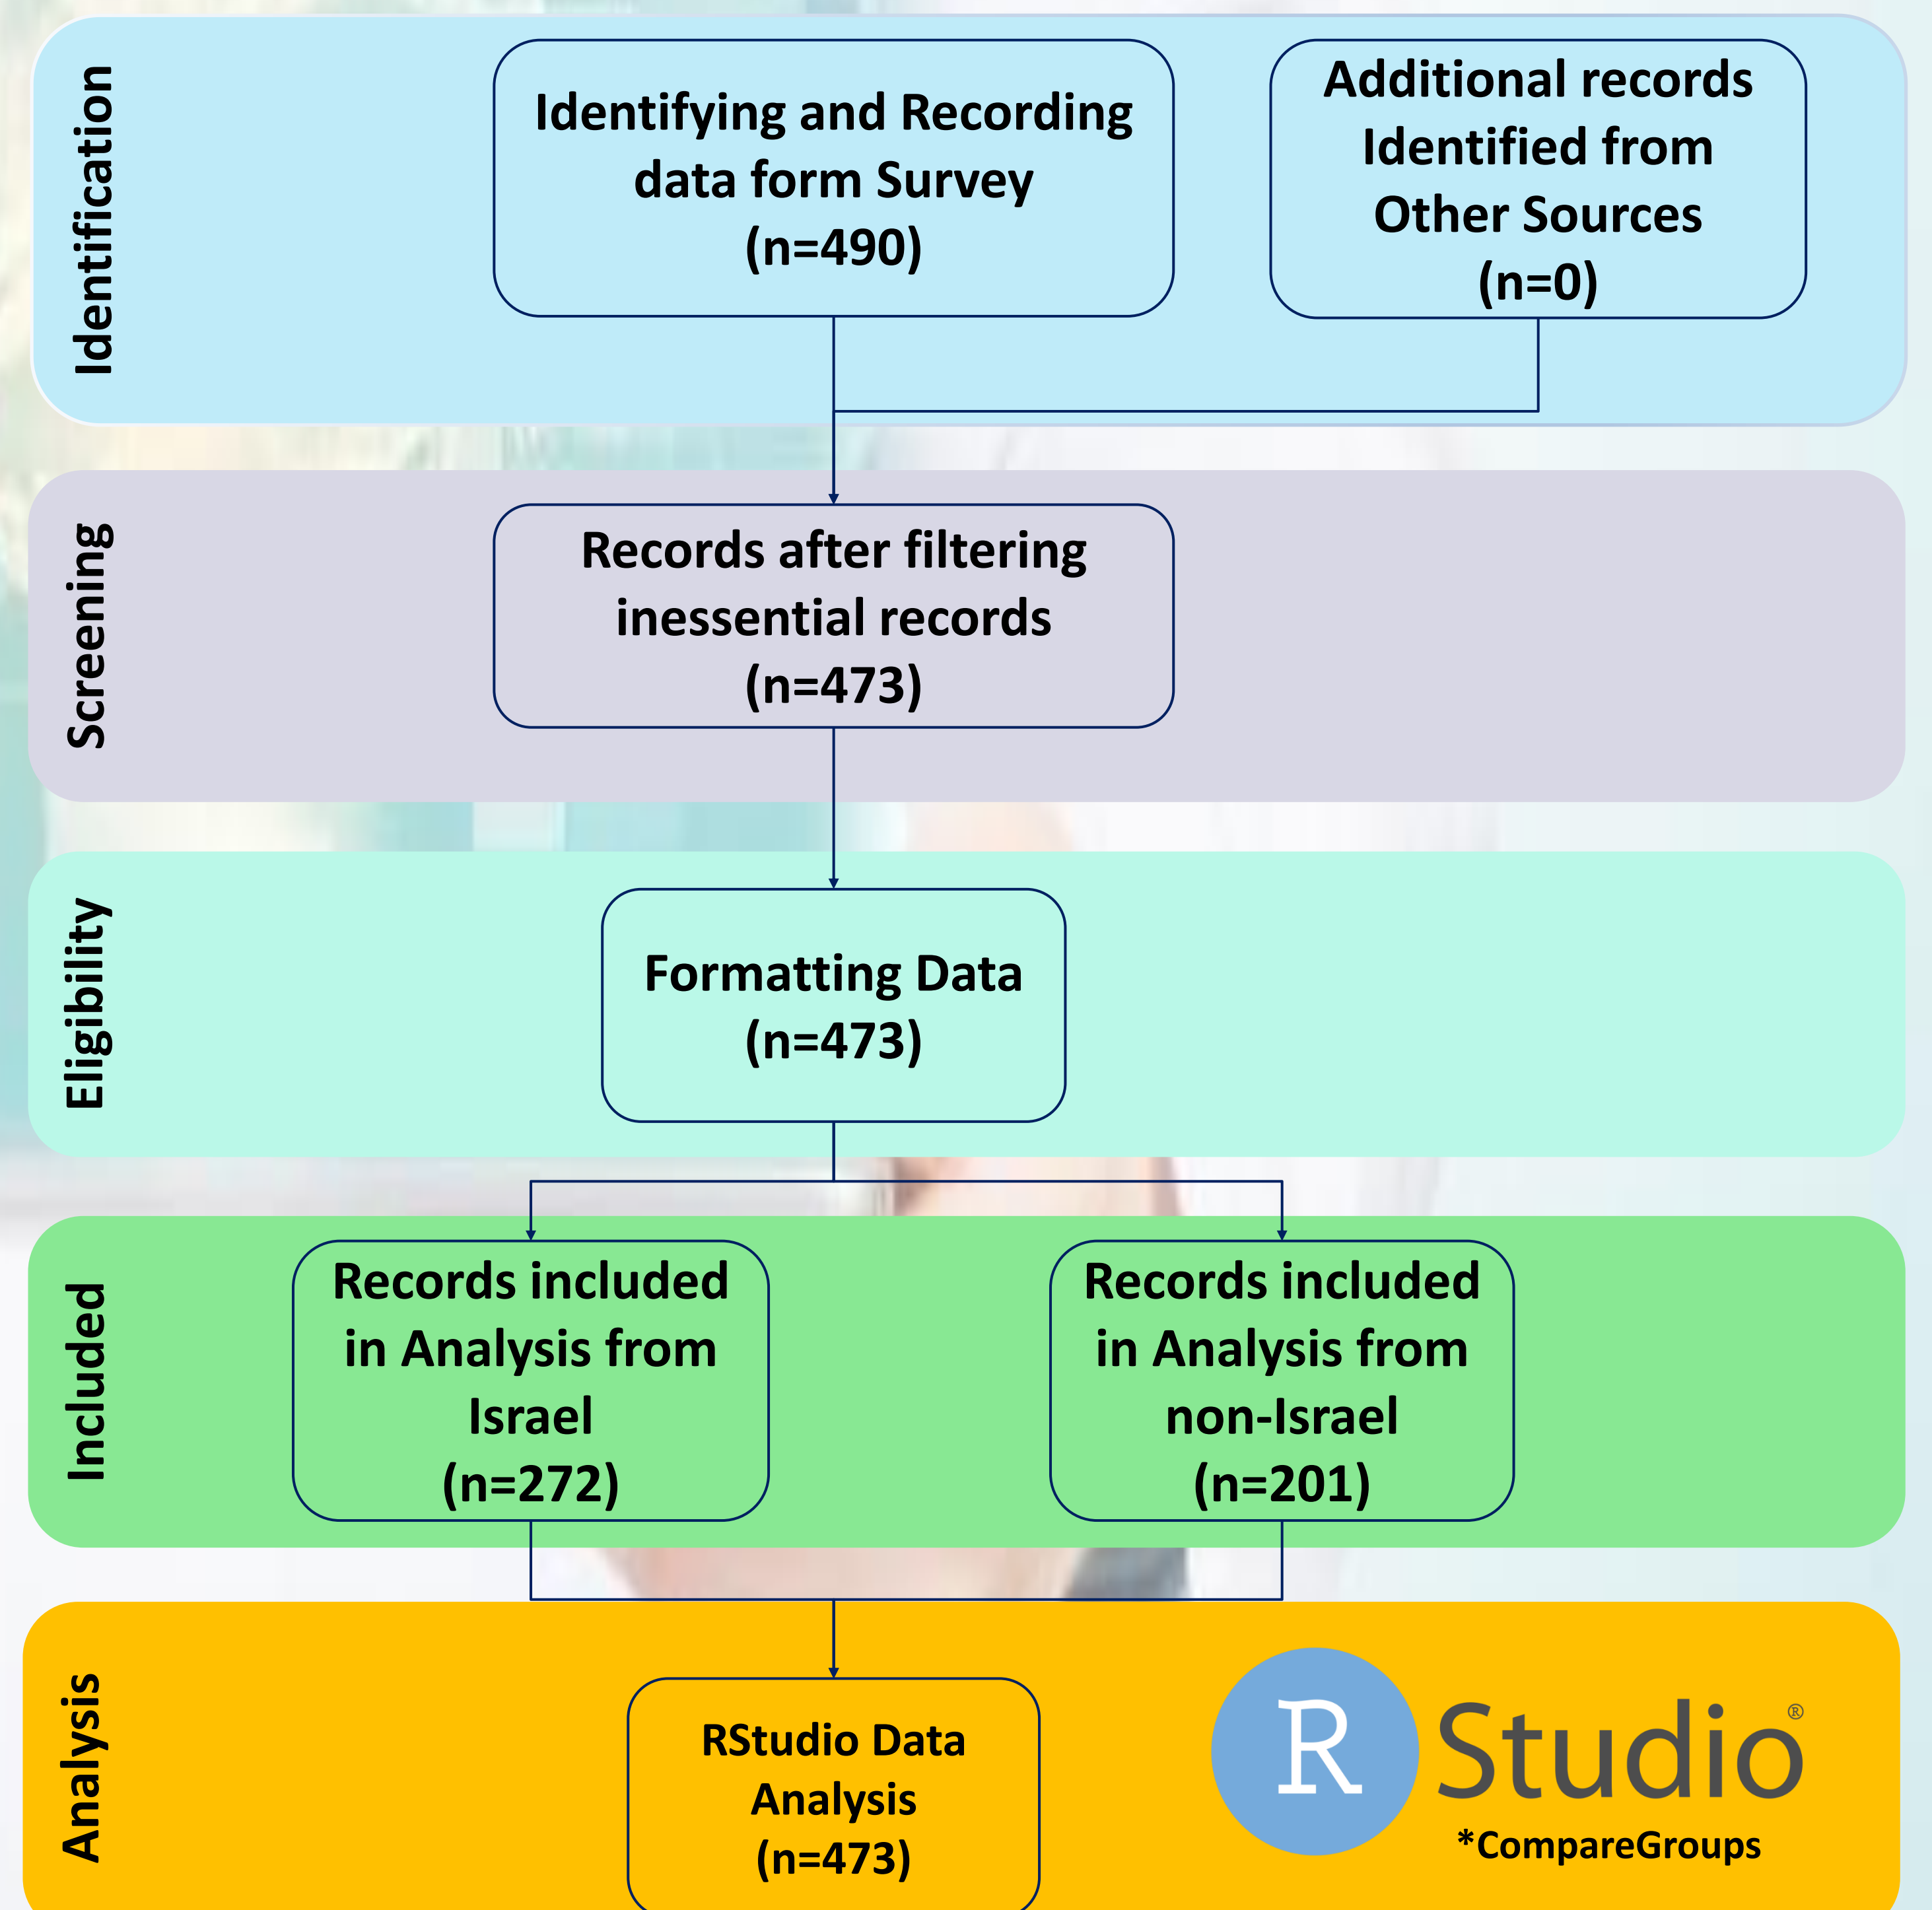 Identification
Identifying and Recording
data form Survey
(n=490)
Additional records
Identified from
Other Sources
(n=0)
Screening
Records after filtering
inessential records
(n=473)
Eligibility
Formatting Data
(n=473)
Included
Records included
in Analysis from
Israel
(n=272)
Records included
in Analysis from
non-Israel
(n=201)
Analysis
RStudio Data
Analysis
(n=473)
R Studio®
*CompareGroups